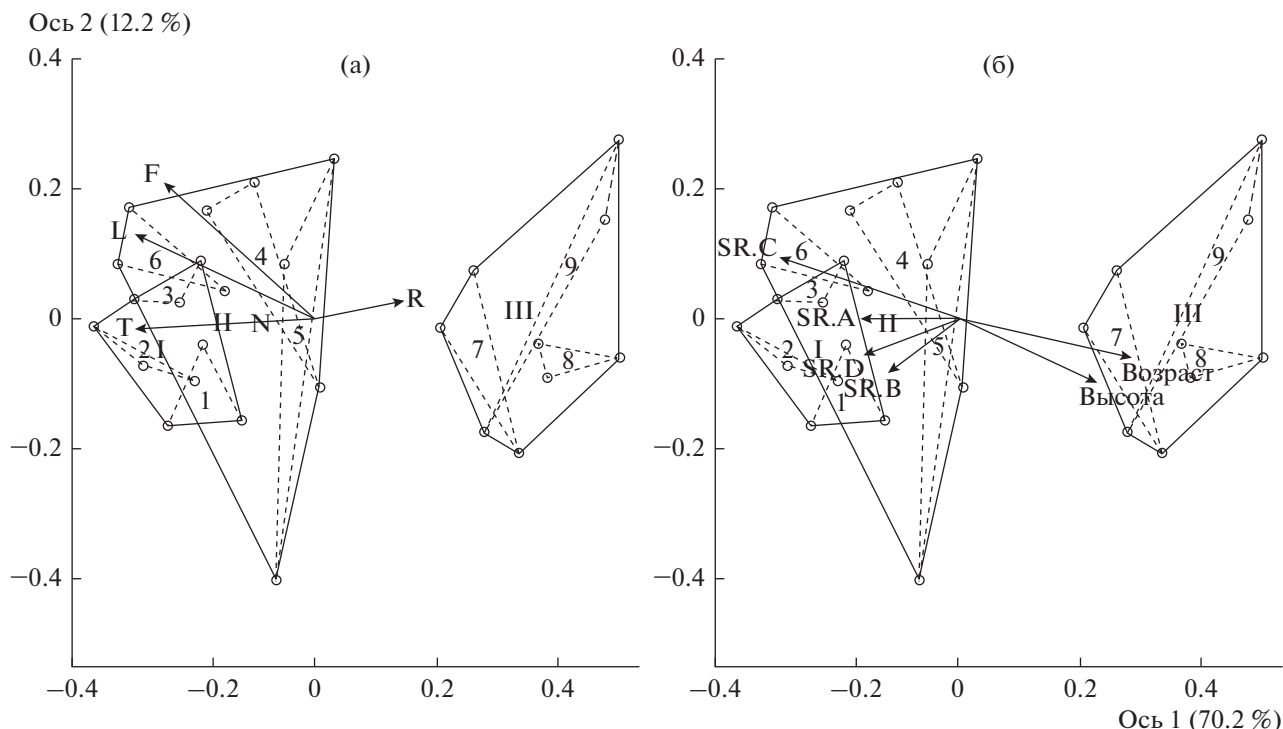 Ось 2 (12.2 %)
0.4
(а)
F
0.2
L
6
4
9
3
III
R
0
T
II
N
5
2
I
7
8
1
−0.2
−0.4
−0.4
−0.2
0
0.2
0.4
0.4
(б)
0.2
SR.C
6
4
9
3
III
0
SR.A
II
5
2
I
7
8
SR.D
Возраст
SR.B
Высота
1
−0.2
−0.4
−0.4
−0.2
0
0.2
0.4
Ось 1 (70.2 %)